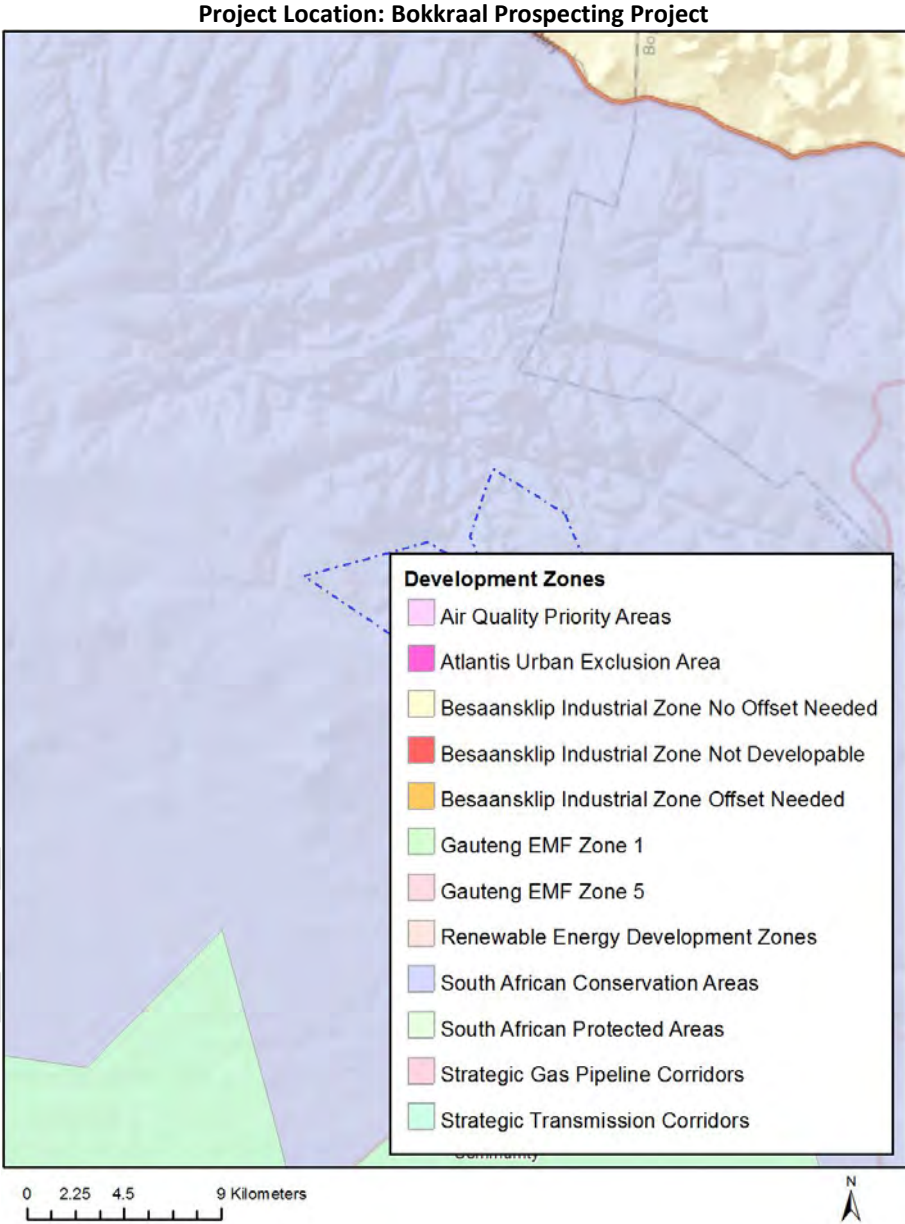 Project Location: Bokkraal Prospecting Project
Bo
Development Zones
Air Quality Priority Areas
Atlantis Urban Exclusion Area
Besaansklip Industrial Zone No Offset Needed
Besaansklip Industrial Zone Not Developable
Besaansklip Industrial Zone Offset Needed
Gauteng EMF Zone 1
Gauteng EMF Zone 5
Renewable Energy Development Zones
South African Conservation Areas
South African Protected Areas
Strategic Gas Pipeline Corridors
Strategic Transmission Corridors
Community
0 2.25 4.5 9 Kilometers
N